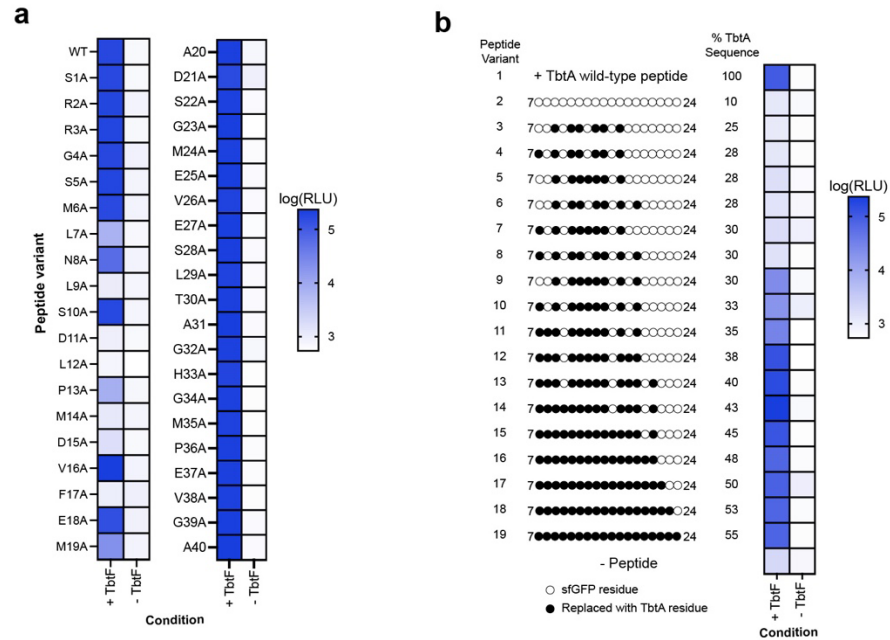 a
Peptide variant
WT
S1A
R2A
R3A
G4A
S5A
M6A
L7A
N8A
L9A
S10A
D11A
L12A
P13A
M14A
D15A
V16A
F17A
E18A
M19A
A20
D21A
S22A
G23A
M24A
E25A
V26A
E27A
S28A
L29A
T30A
A31
G32A
H33A
G34A
M35A
P36A
E37A
V38A
G39A
A40
+ TbtF
- TbtF
+ TbtF
- TbtF
Condition
log(RLU)
5
4
3
b
Peptide
Variant
% TbtA
Sequence
1 + TbtA wild-type peptide 100
2 7 24 10
3 7 24 25
4 7 24 28
5 7 24 28
6 7 24 28
7 7 24 30
8 7 24 30
9 7 24 30
10 7 24 33
11 7 24 35
12 7 24 38
13 7 24 40
14 7 24 43
15 7 24 45
16 7 24 48
17 7 24 50
18 7 24 53
19 7 24 55
- Peptide
sfGFP residue
Replaced with TbtA residue
+ TbtF
- TbtF
Condition
log(RLU)
5
4
3